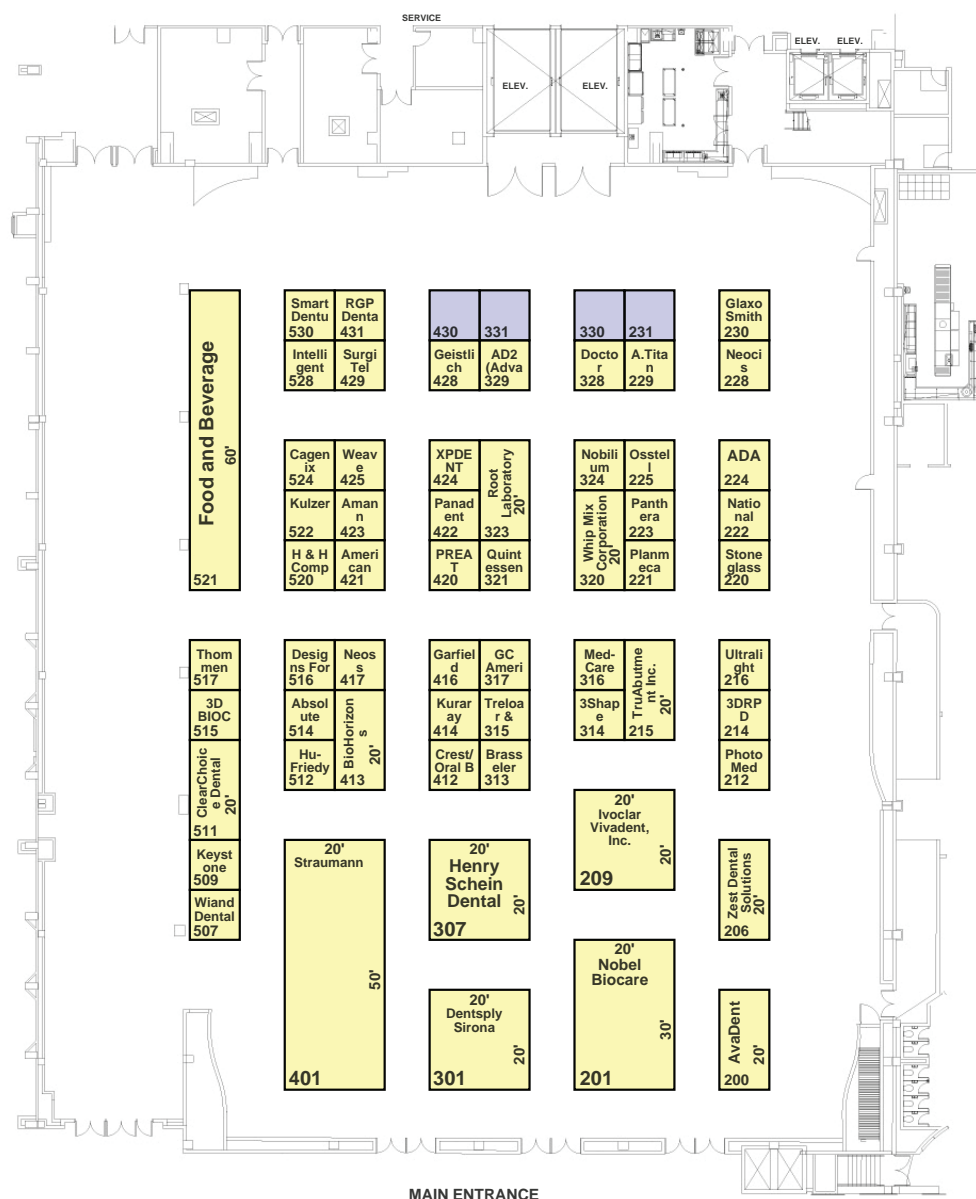 SERVICE
ELEV.
ELEV.
ELEV.
ELEV.
Food and Beverage
60'
521
Smart
Dentu
530
RGP
Denta
431
430
331
330
231
Glaxo
Smith
230
Intelli
gent
528
Surgi
Tel
429
Geistli
ch
428
AD2
(Adva
329
Docto
r
328
A.Tita
n
229
Neoci
s
228
Cageni
x
524
Weav
e
425
XPDE
NT
424
Root
Laboratory
20'
323
Nobili
um
324
Osstel
l
225
ADA
224
Kulzer
522
Aman
n
423
Panad
ent
422
Whip Mix
Corporation
20'
320
Panth
era
223
Natio
nal
222
H & H
Comp
520
Ameri
can
421
PREA
T
420
Quint
essen
321
Planm
eca
221
Stone
glass
220
Thom
men
517
Desig
ns For
516
Neos
s
417
Garfiel
d
416
GC
Ameri
317
Med-
Care
316
TruAbutme
nt Inc.
20'
215
Ultrali
ght
216
3D
BIOC
515
Absol
ute
514
BioHorizon
s
20'
413
Kurar
ay
414
Treloar
&
315
3Shap
e
314
3DRP
D
214
ClearChoic
e Dental
20'
511
Hu-
Friedy
512
Crest/
Oral B
412
Brass
eler
313
Photo
Med
212
20'
Ivoclar
Vivadent,
Inc.
20'
209
Keyst
one
509
20'
Straumann
50'
401
20'
Henry
Schein
Dental
20'
307
Zest Dental
Solutions
20'
206
Wiand
Dental
507
20'
Nobel
Biocare
30'
201
20'
Dentsply
Sirona
20'
301
AvaDent
20'
200
MAIN ENTRANCE